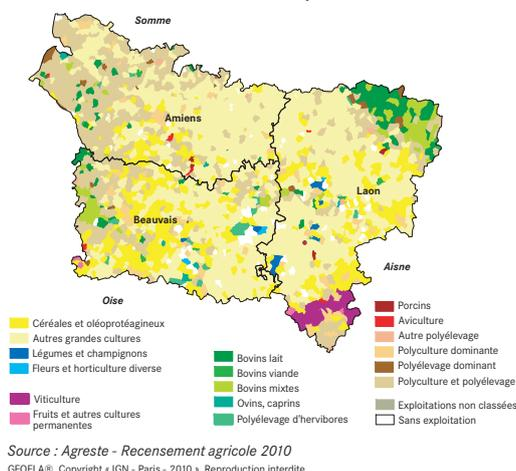 Somme
Amiens
Laon
Beauvais
Aisne
Oise
Céréales et oléoprotéagineux
Autres grandes cultures
Légumes et champignons
Fleurs et horticulture diverse
Viticulture
Fruits et autres cultures
permanentes
Bovins lait
Bovins viande
Bovins mixtes
Ovins, caprins
Polyélevage d'hervibores
Porcins
Aviculture
Autre polyélevage
Polyculture dominante
Polyélevage dominant
Polyculture et polyélevage
Exploitations non classées
Sans exploitation
Source : Agreste - Recensement agricole 2010
GEOFLA®, Copyright « IGN - Paris - 2010 ». Reproduction interdite